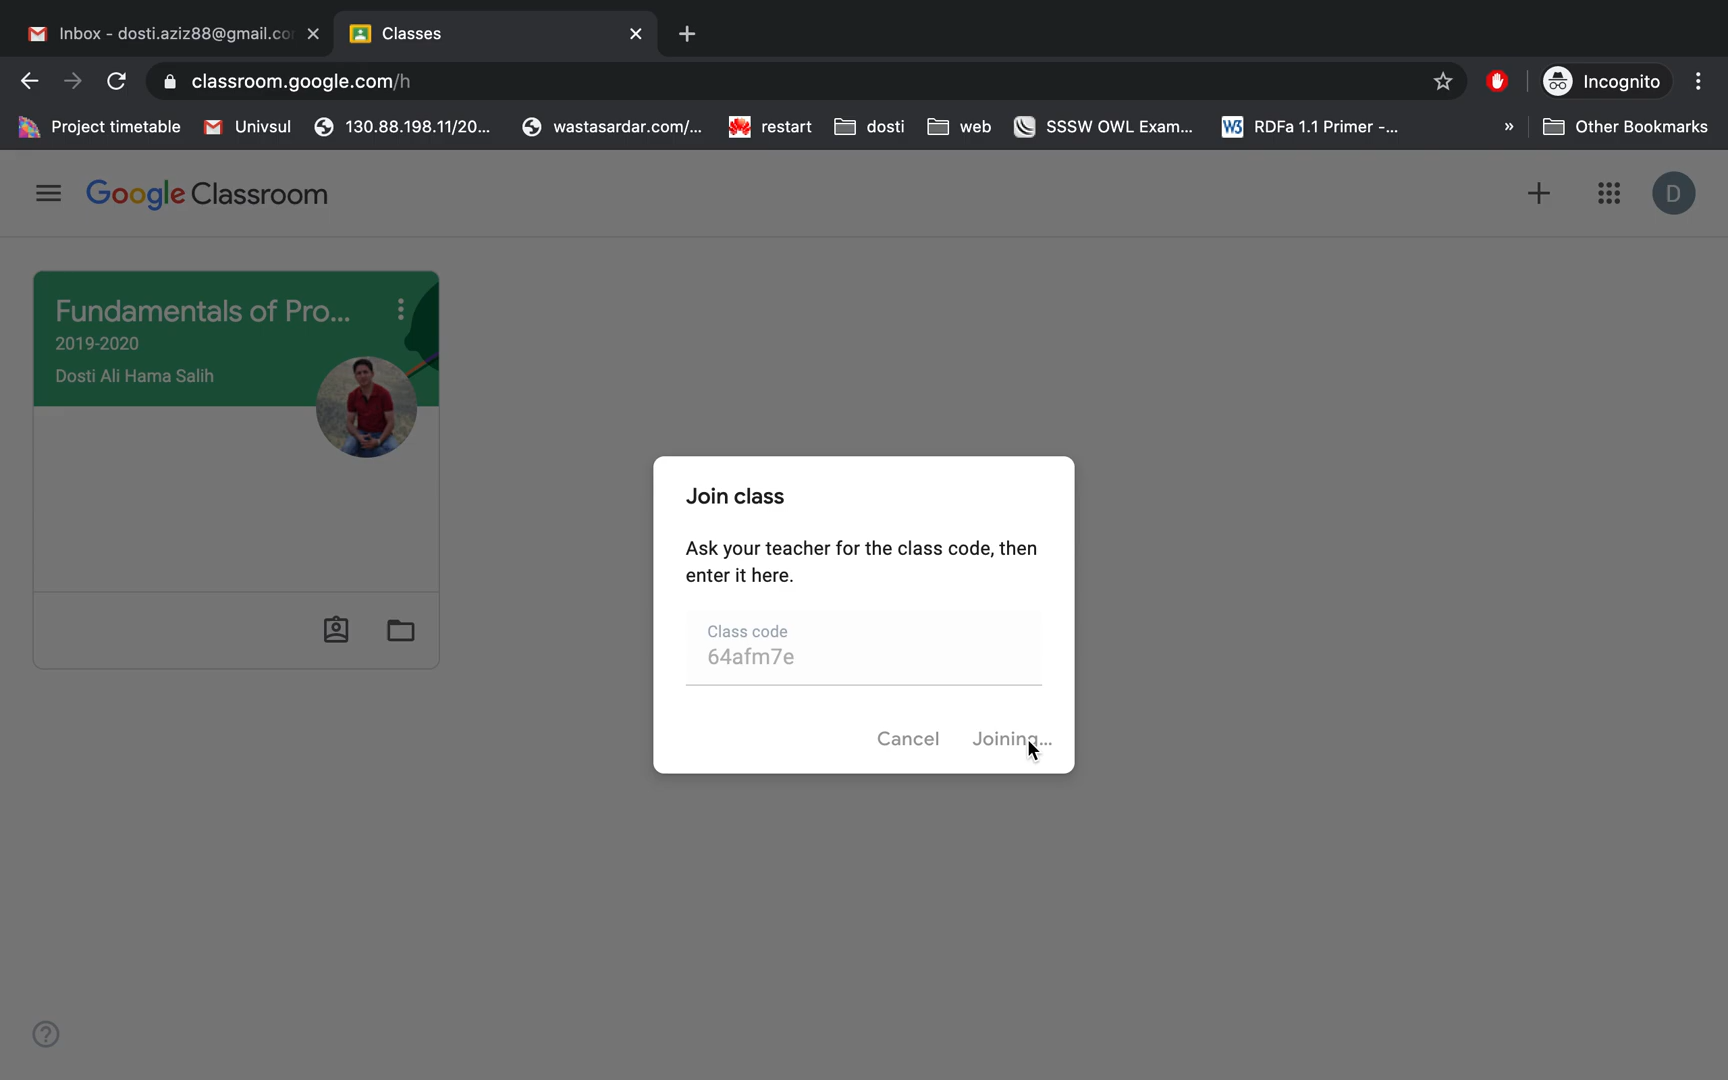 Inbox - dosti.aziz88@gmail.co
Classes
classroom.google.com/h
Incognito
Project timetable
Univsul
130.88.198.11/20...
wastasardar.com/...
restart
dosti
web
SSSW OWL Exam...
W3
RDFa 1.1 Primer -...
»
Other Bookmarks
Google Classroom
D
Fundamentals of Pro...
2019-2020
Dosti Ali Hama Salih
Join class
Ask your teacher for the class code, then
enter it here.
Class code
64afm7e
Cancel
Joining...